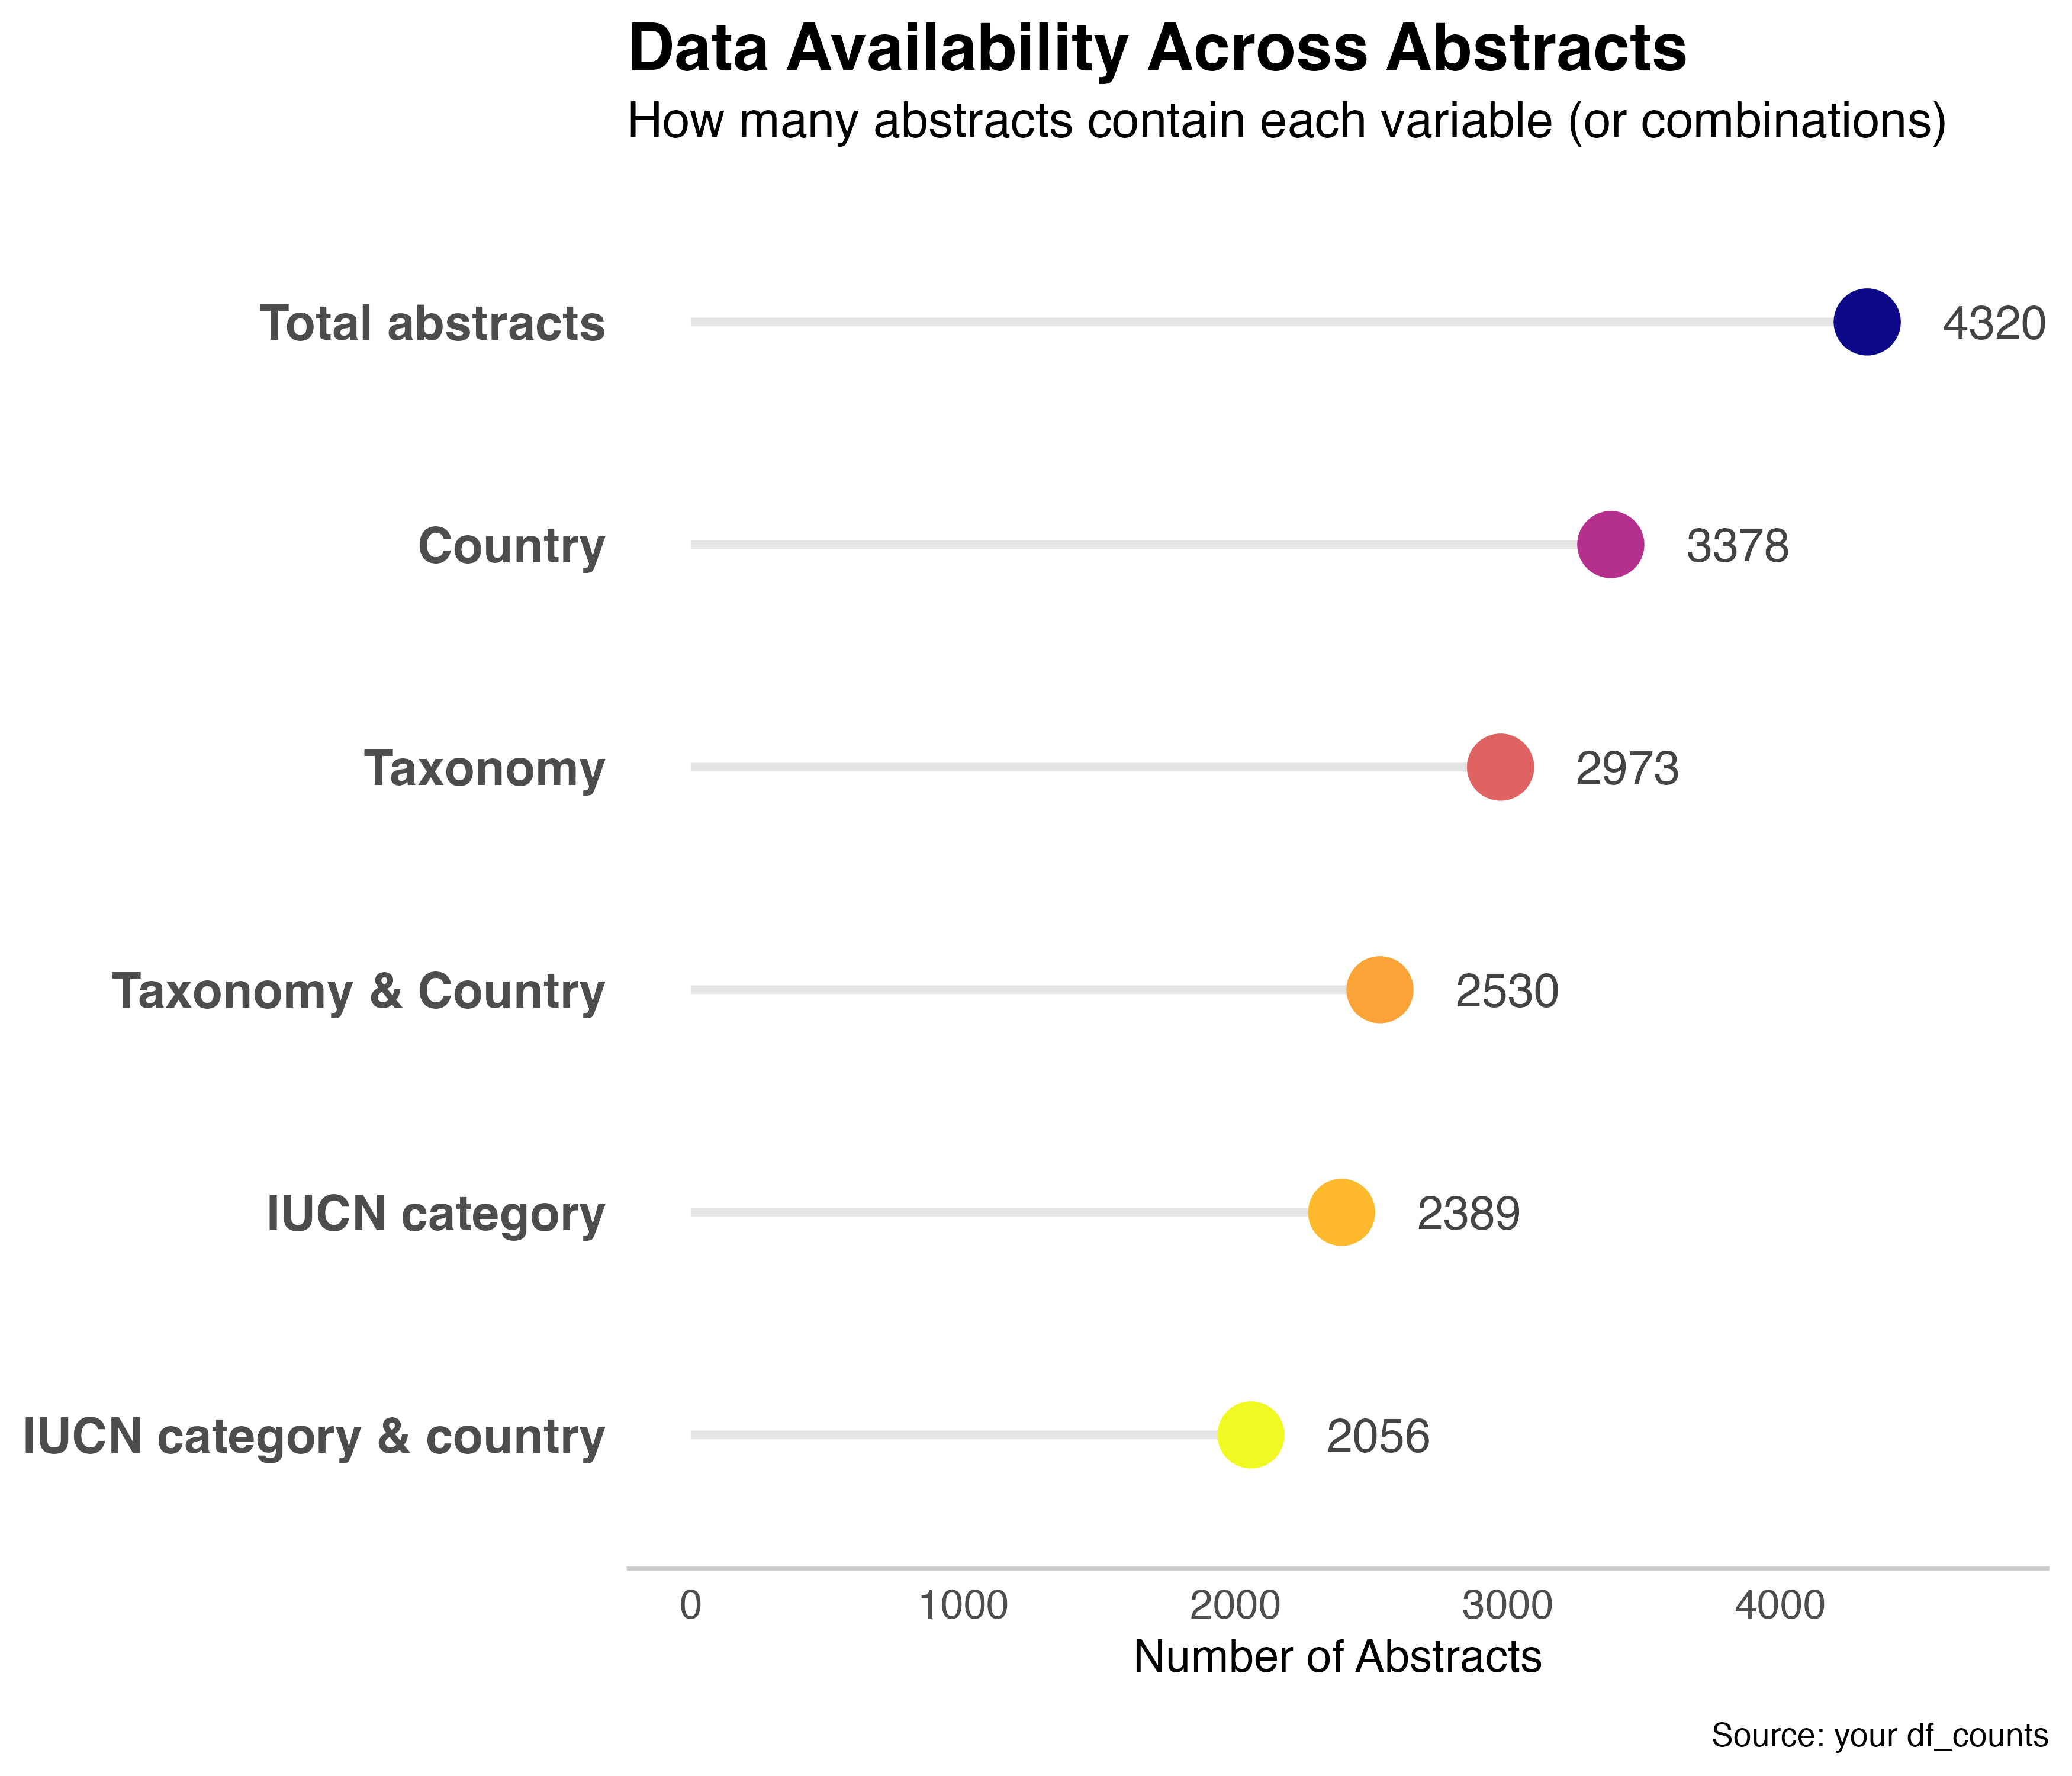 Data Availability Across Abstracts
How many abstracts contain each variable (or combinations)
Total abstracts 4320
Country 3378
Taxonomy 2973
Taxonomy & Country 2530
IUCN category 2389
IUCN category & country 2056
0 1000 2000 3000 4000
Number of Abstracts
Source: your df_counts